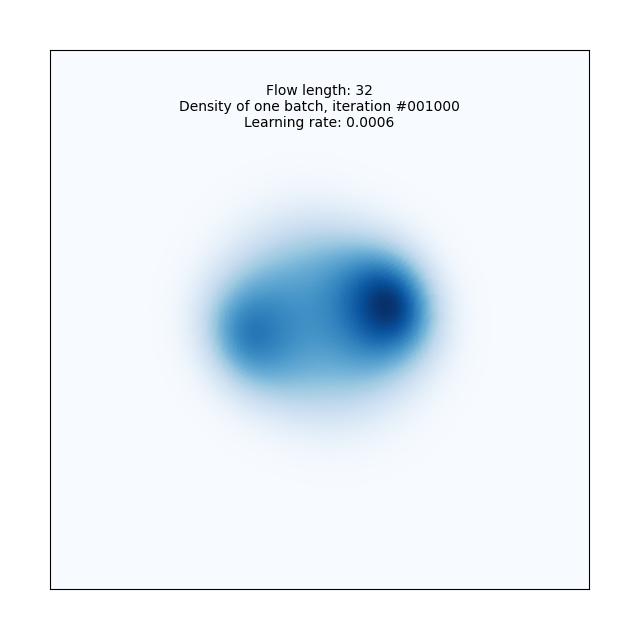 Flow length: 32
Density of one batch, iteration #001000
Learning rate: 0.0006